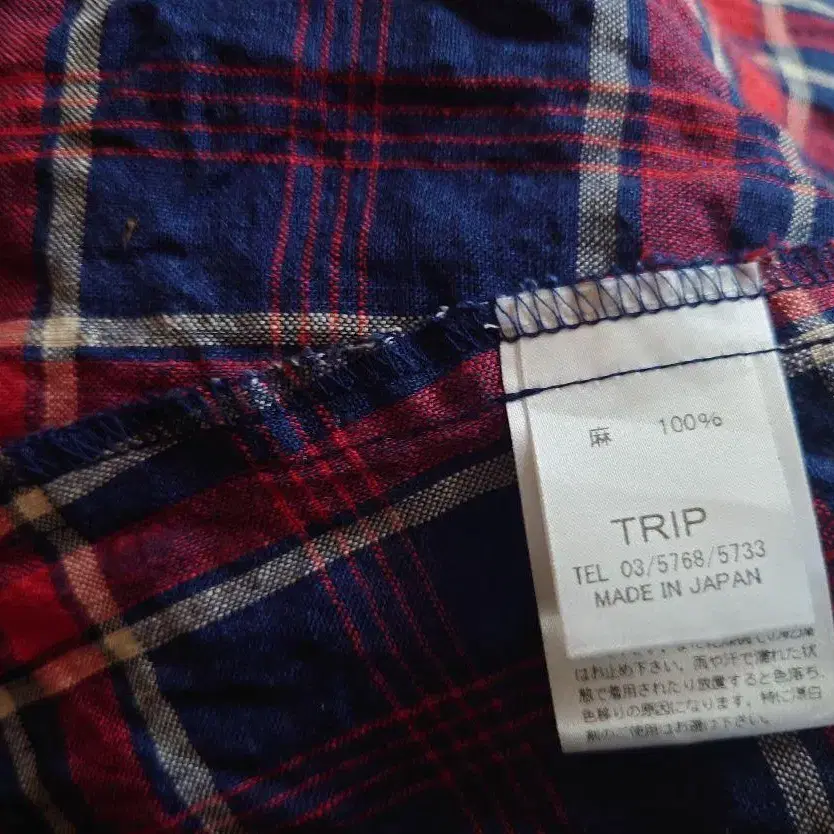 麻 100%
TRIP
TEL 03/5768/5733
MADE IN JAPAN
はお止め下さい。雨や汗で濡れた状
態で着用されたり放置すると色落ち、
色移りの原因になります。特に漂白
剤のご使用はお避け下さい。